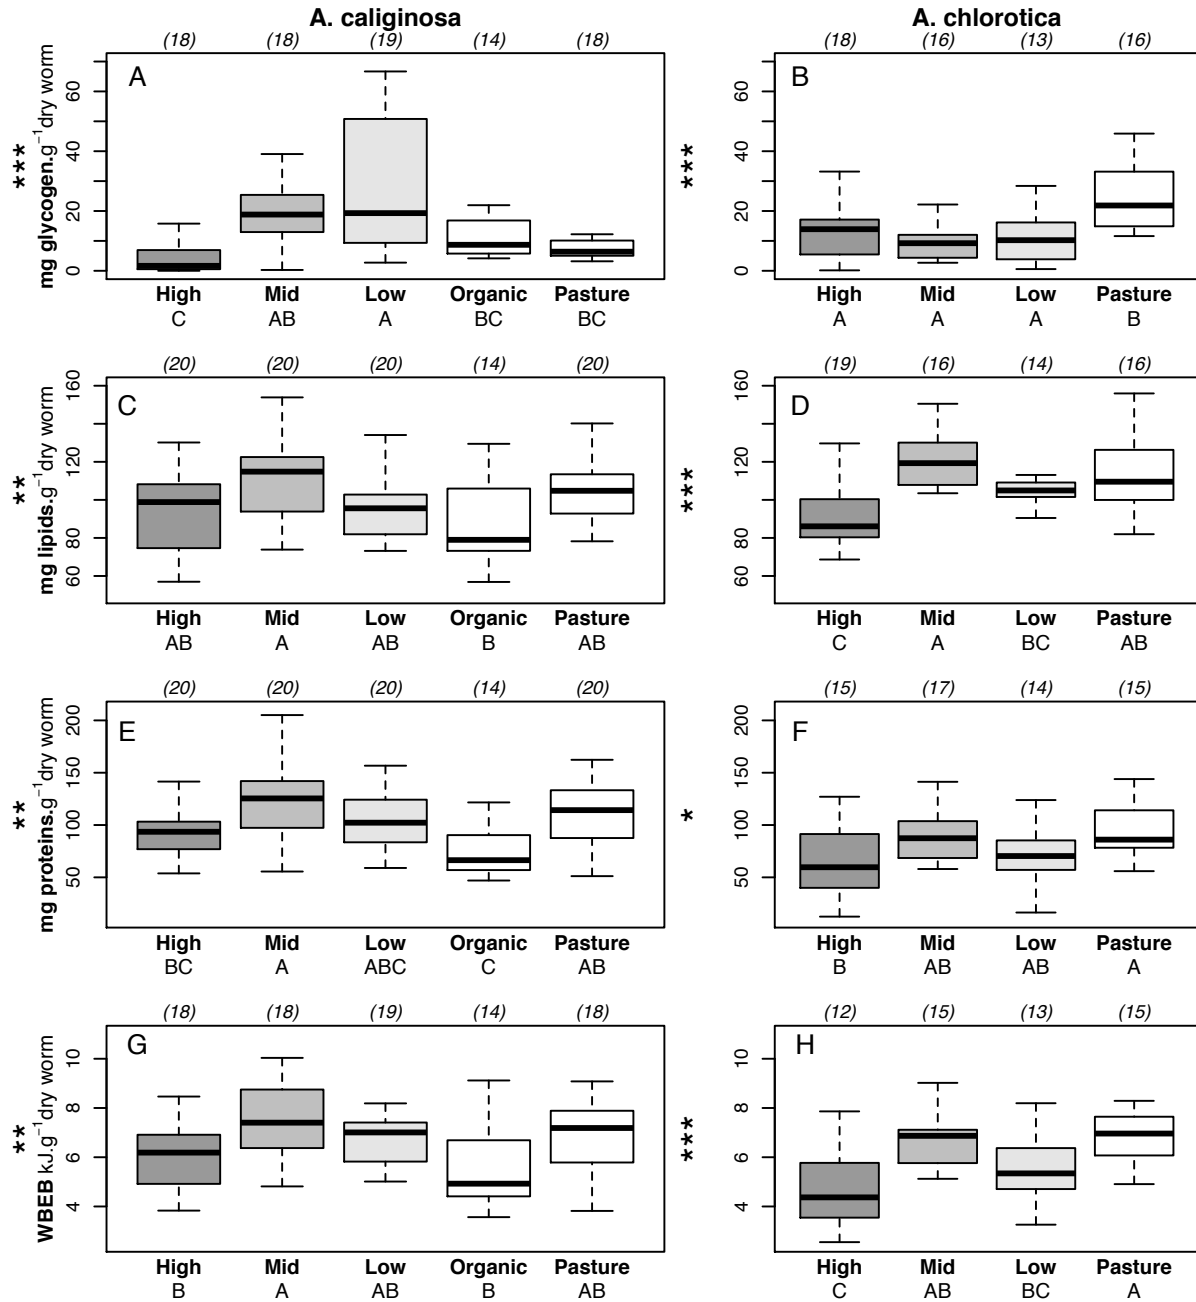 A. caliginosa
A. chlorotica
(18) (18) (19) (14) (18)
(18) (16) (13) (16)
A
B
*** mg glycogen.g−1dry worm
0 20 40 60
***
0 20 40 60
High Mid Low Organic Pasture
C AB A BC BC
High Mid Low Pasture
A A A B
(20) (20) (20) (14) (20)
(19) (16) (14) (16)
C
D
** mg lipids.g−1dry worm
60 80 120 160
***
60 80 120 160
High Mid Low Organic Pasture
AB A AB B AB
High Mid Low Pasture
C A BC AB
(20) (20) (20) (14) (20)
(15) (17) (14) (15)
E
F
** mg proteins.g−1dry worm
50 100 150 200
*
50 100 150 200
High Mid Low Organic Pasture
BC A ABC C AB
High Mid Low Pasture
B AB AB A
(18) (18) (19) (14) (18)
(12) (15) (13) (15)
G
H
** WBEB kJ.g−1dry worm
4 6 8 10
***
4 6 8 10
High Mid Low Organic Pasture
B A AB B AB
High Mid Low Pasture
C AB BC A